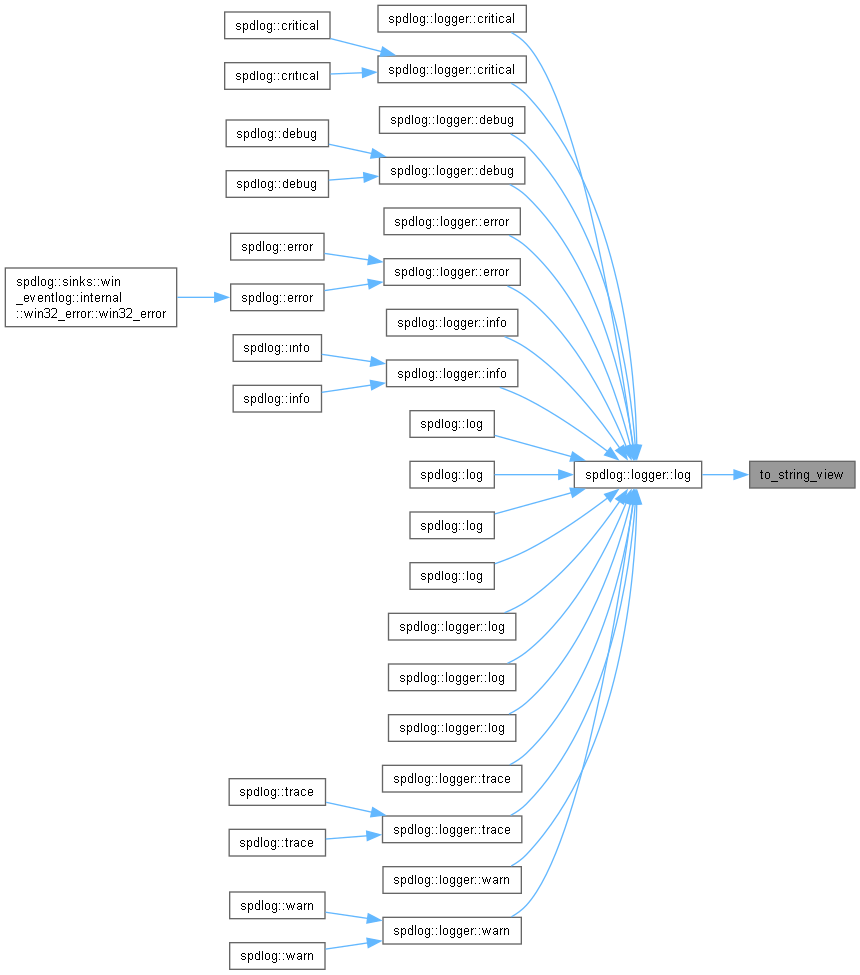 spdlog::critical
spdlog::logger::critical
spdlog::critical
spdlog::logger::critical
spdlog::debug
spdlog::logger::debug
spdlog::debug
spdlog::logger::debug
spdlog::error
spdlog::logger::error
spdlog::error
spdlog::logger::error
spdlog::sinks::win
_eventlog::internal
::win32_error::win32_error
spdlog::info
spdlog::logger::info
spdlog::info
spdlog::logger::info
spdlog::log
spdlog::log
spdlog::log
spdlog::log
spdlog::logger::log
to_string_view
spdlog::logger::log
spdlog::logger::log
spdlog::logger::log
spdlog::trace
spdlog::logger::trace
spdlog::trace
spdlog::logger::trace
spdlog::warn
spdlog::logger::warn
spdlog::warn
spdlog::logger::warn